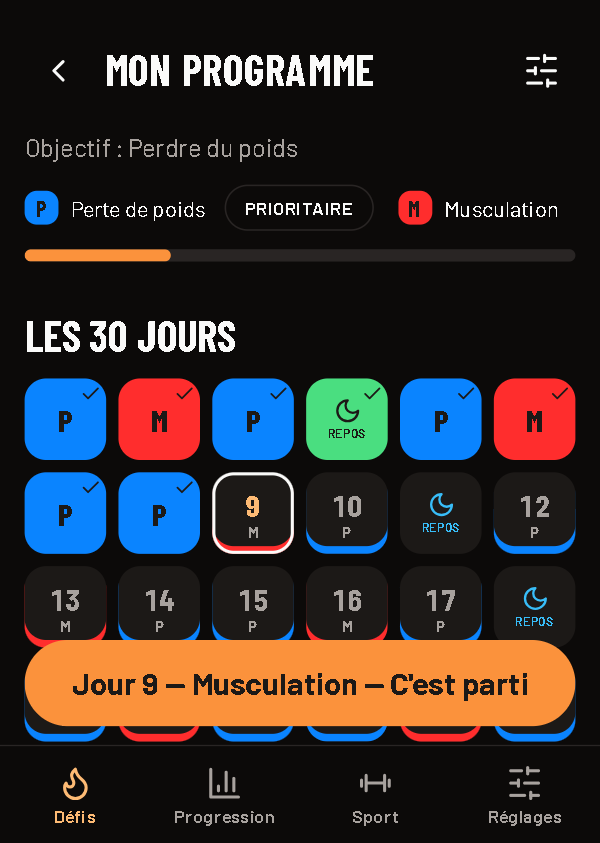 MON PROGRAMME
Objectif : Perdre du poids
P Perte de poids PRIORITAIRE M Musculation
LES 30 JOURS
P M P REPOS P M
P P 9 M 10 P REPOS 12 P
13 M 14 P 15 P 16 M 17 P REPOS
Jour 9 — Musculation — C'est parti
Défis Progression Sport Réglages